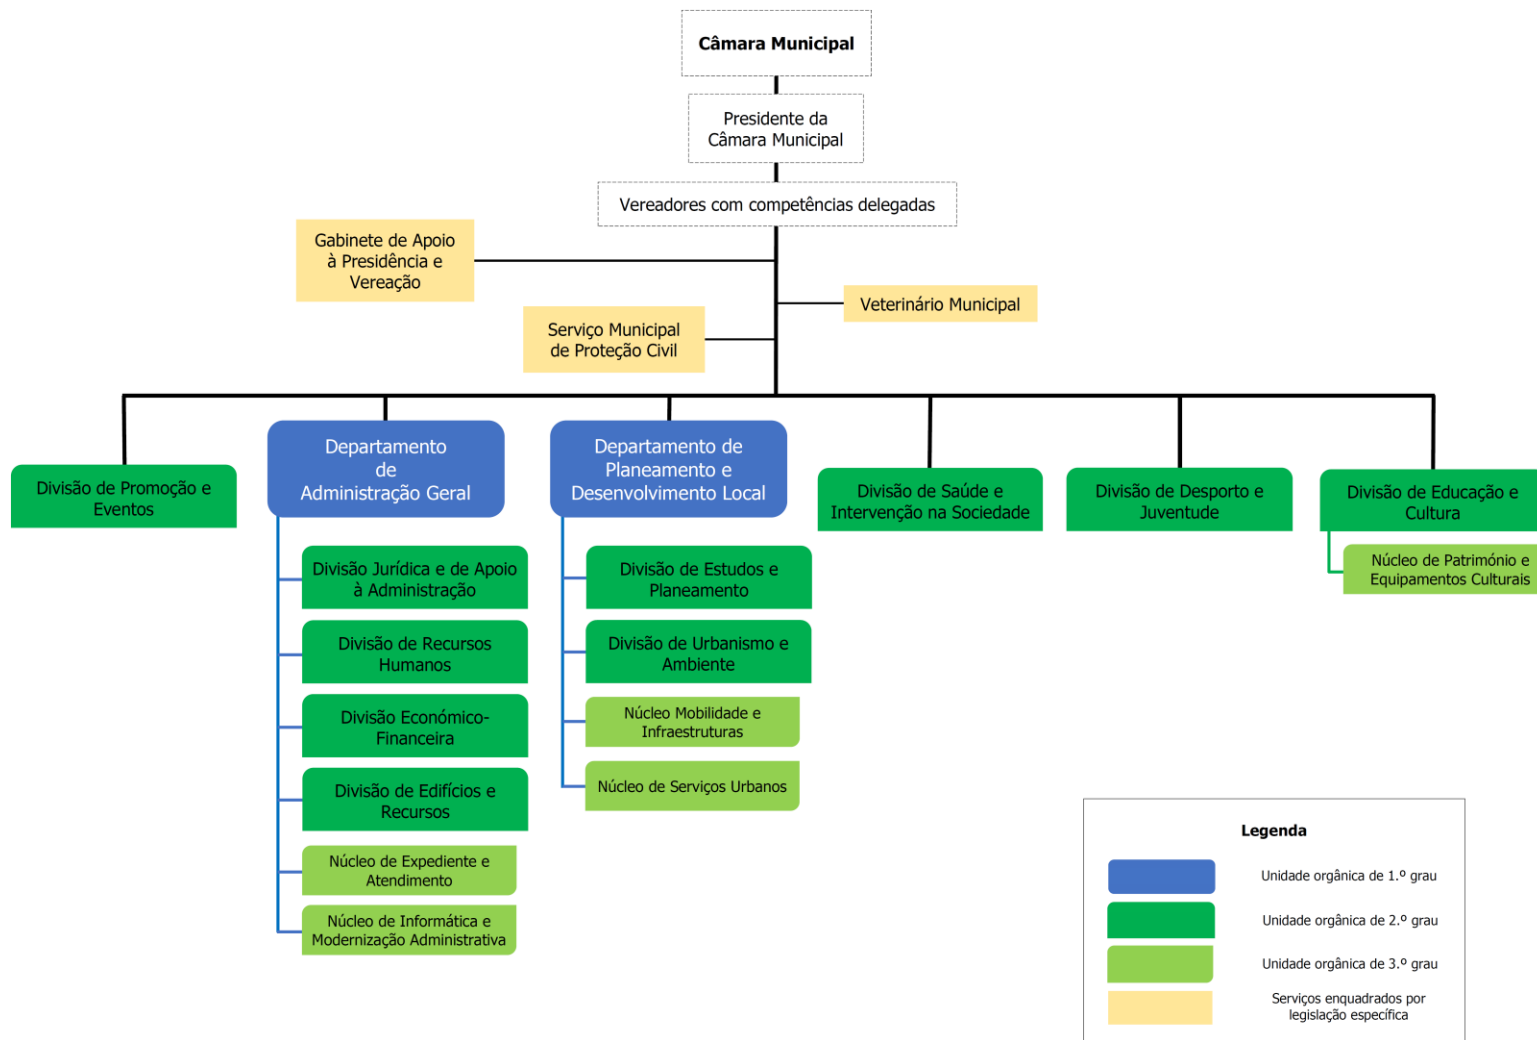 Câmara Municipal
Presidente da
Câmara Municipal
Vereadores com competências delegadas
Gabinete de Apoio
à Presidência e
Vereação
Veterinário Municipal
Serviço Municipal
de Proteção Civil
Divisão de Promoção e
Eventos
Departamento
de
Administração Geral
Divisão Jurídica e de Apoio
à Administração
Divisão de Recursos
Humanos
Divisão Económico-
Financeira
Divisão de Edifícios e
Recursos
Núcleo de Expediente e
Atendimento
Núcleo de Informática e
Modernização Administrativa
Departamento de
Planeamento e
Desenvolvimento Local
Divisão de Estudos e
Planeamento
Divisão de Urbanismo e
Ambiente
Núcleo Mobilidade e
Infraestruturas
Núcleo de Serviços Urbanos
Divisão de Saúde e
Intervenção na Sociedade
Divisão de Desporto e
Juventude
Divisão de Educação e
Cultura
Núcleo de Património e
Equipamentos Culturais
Legenda
Unidade orgânica de 1.º grau
Unidade orgânica de 2.º grau
Unidade orgânica de 3.º grau
Serviços enquadrados por
legislação específica